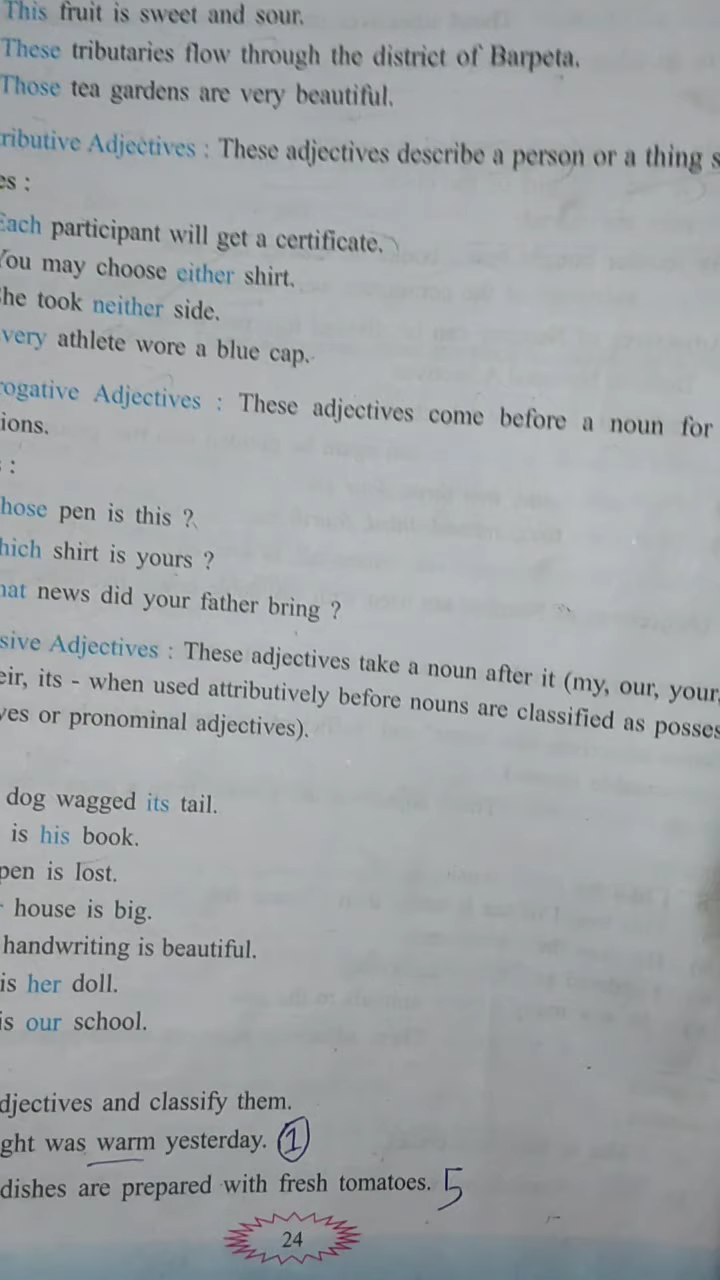 This fruit is sweet and sour.
These tributaries flow through the district of Barpeta.
Those tea gardens are very beautiful.
ributive Adjectives : These adjectives describe a person or a thing s
es :
Each participant will get a certificate.
You may choose either shirt.
he took neither side.
very athlete wore a blue cap.
rogative Adjectives : These adjectives come before a noun for
ions.
:
hose pen is this ?
hich shirt is yours ?
hat news did your father bring ?
sive Adjectives : These adjectives take a noun after it (my, our, your,
eir, its - when used attributively before nouns are classified as posses
ves or pronominal adjectives).
dog wagged its tail.
is his book.
pen is lost.
house is big.
handwriting is beautiful.
is her doll.
is our school.
djectives and classify them.
ght was warm yesterday. 1
dishes are prepared with fresh tomatoes. 5
24